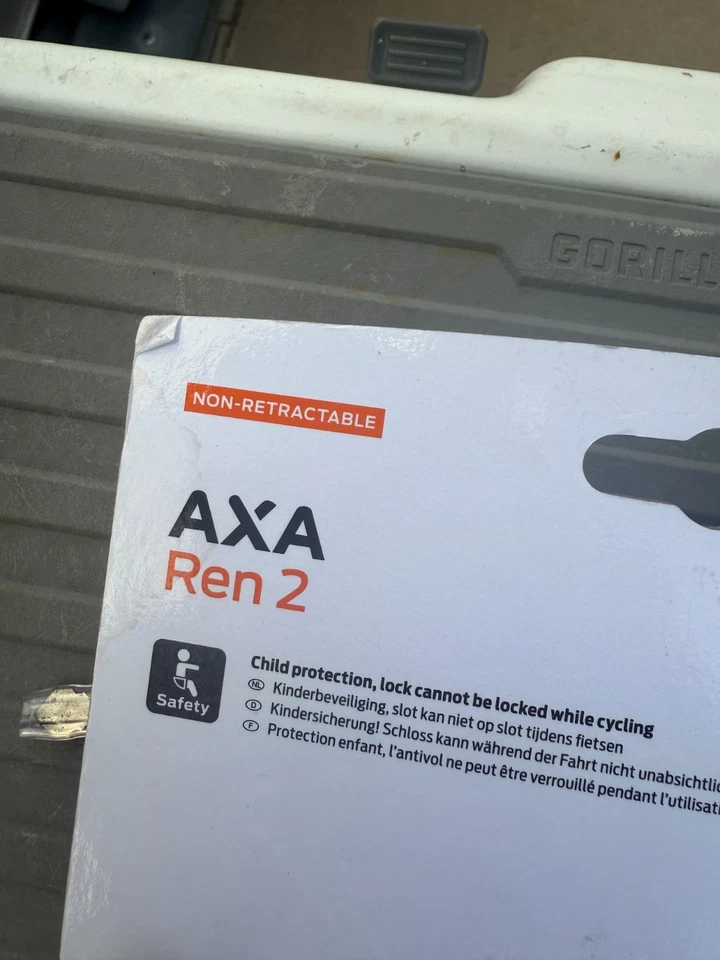 GORILL
NON-RETRACTABLE
AXA
Ren 2
Safety
Child protection, lock cannot be locked while cycling
NL Kinderbeveiliging, slot kan niet op slot tijdens fietsen
D Kindersicherung! Schloss kann während der Fahrt nicht unabsichtlic
F Protection enfant, l'antivol ne peut être verrouillé pendant l'utilisati